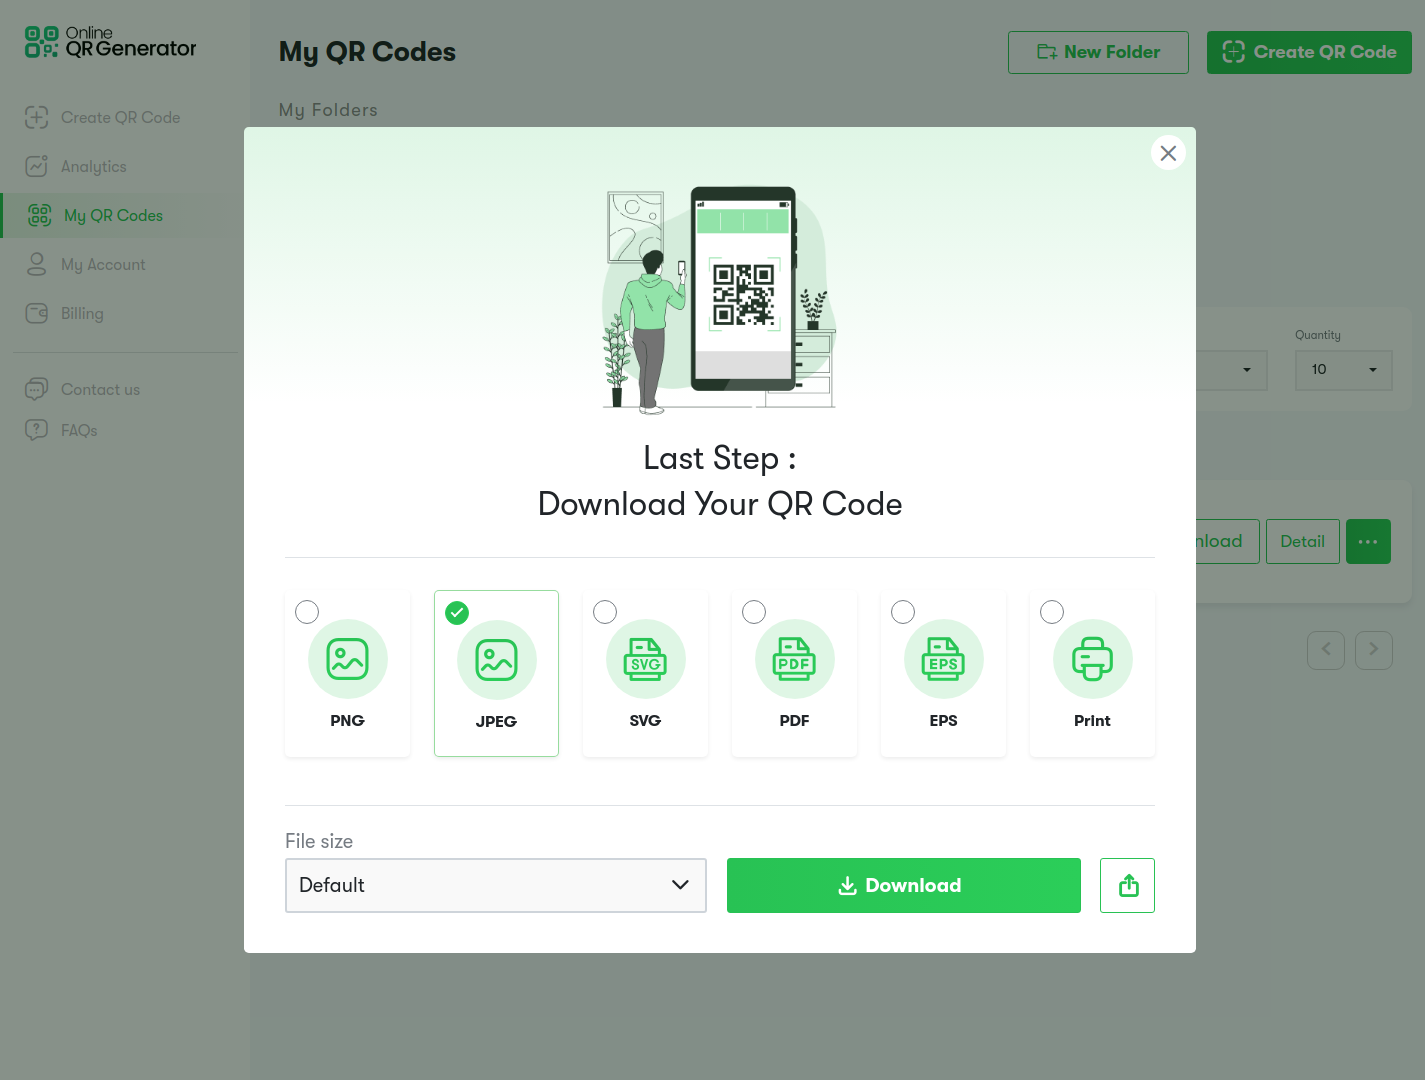 Online
QR Generator
Create QR Code
Analytics
My QR Codes
My Account
Billing
Contact us
FAQs
My QR Codes
New Folder
Create QR Code
My Folders
Quantity
10
Detail
Last Step :
Download Your QR Code
PNG
JPEG
SVG
SVG
PDF
PDF
EPS
EPS
Print
File size
Default
Download